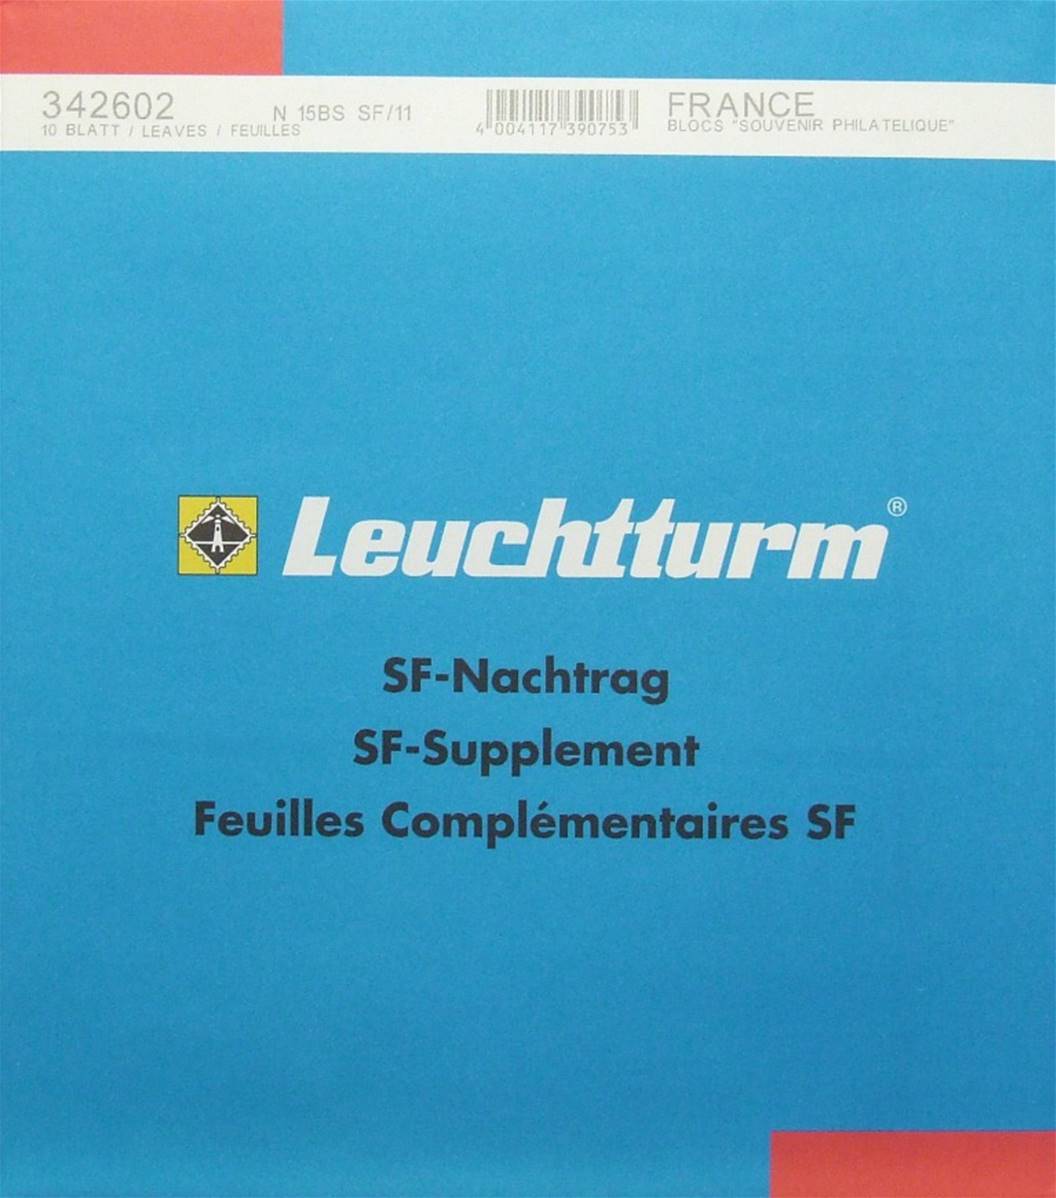 342602 N 15BS SF/11
10 BLATT / LEAVES / FEUILLES
4 004117 390753
FRANCE
BLOCS "SOUVENIR PHILATELIQUE"
Leuchtturm®
SF-Nachtrag
SF-Supplement
Feuilles Complémentaires SF